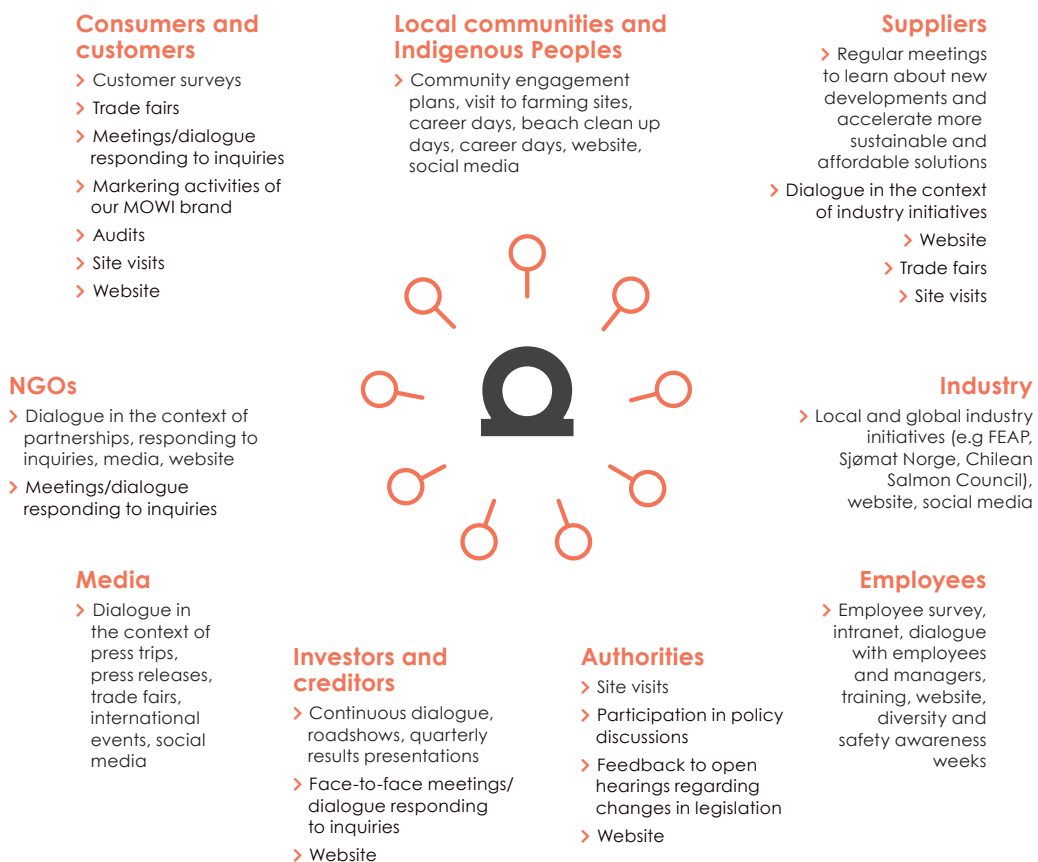 Consumers and
customers
> Customer surveys
> Trade fairs
> Meetings/dialogue
responding to inquiries
> Markering activities of
our MOWI brand
> Audits
> Site visits
> Website
Local communities and
Indigenous Peoples
> Community engagement
plans, visit to farming sites,
career days, beach clean up
days, career days, website,
social media
Suppliers
> Regular meetings
to learn about new
developments and
accelerate more
sustainable and
affordable solutions
> Dialogue in the context
of industry initiatives
> Website
> Trade fairs
> Site visits
NGOs
> Dialogue in the context of
partnerships, responding to
inquiries, media, website
> Meetings/dialogue
responding to inquiries
Industry
> Local and global industry
initiatives (e.g FEAP,
Sjømat Norge, Chilean
Salmon Council),
website, social media
Media
> Dialogue in
the context of
press trips,
press releases,
trade fairs,
international
events, social
media
Investors and
creditors
> Continuous dialogue,
roadshows, quarterly
results presentations
> Face-to-face meetings/
dialogue responding
to inquiries
> Website
Authorities
> Site visits
> Participation in policy
discussions
> Feedback to open
hearings regarding
changes in legislation
> Website
Employees
> Employee survey,
intranet, dialogue
with employees
and managers,
training, website,
diversity and
safety awareness
weeks